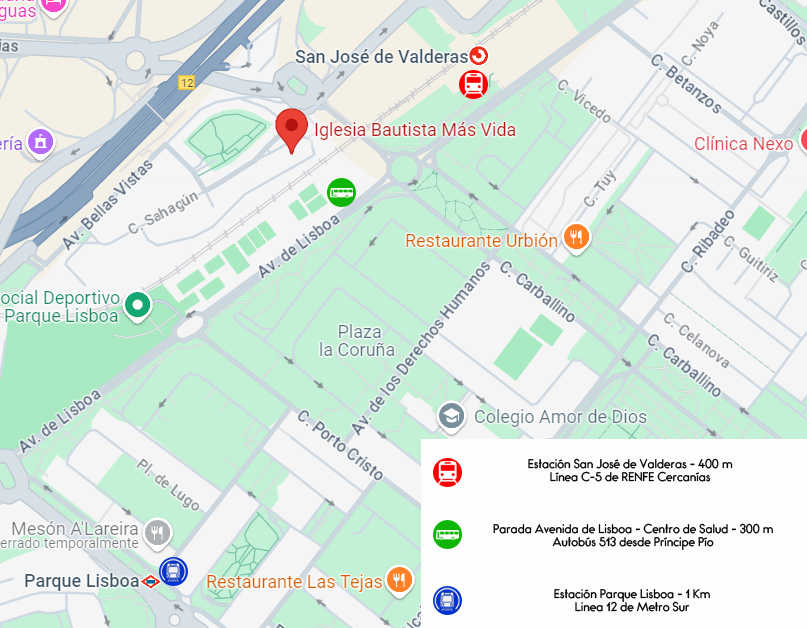 guas
las
San José de Valderas
12
Castillos
C. Noya
C. Betanzos
C. Vicedo
Iglesia Bautista Más Vida
Clínica Nexo
ería
Av. Bellas Vistas
C. Sahagún
C. Tuy
Av. de Lisboa
Restaurante Urbión
C. Ribadeo
C. Guitiriz
ocial Deportivo
Parque Lisboa
C. Carballino
Plaza
la Coruña
Av. de los Derechos Humanos
C. Celanova
C. Carballino
Av. de Lisboa
C. Porto Cristo
Colegio Amor de Dios
Pl. de Lugo
Mesón A'Lareira
errado temporalmente
Parque Lisboa
Restaurante Las Tejas
Estación San José de Valderas - 400 m
Línea C-5 de RENFE Cercanías
Parada Avenida de Lisboa - Centro de Salud - 300 m
Autobús 513 desde Príncipe Pío
Estación Parque Lisboa - 1 Km
Linea 12 de Metro Sur